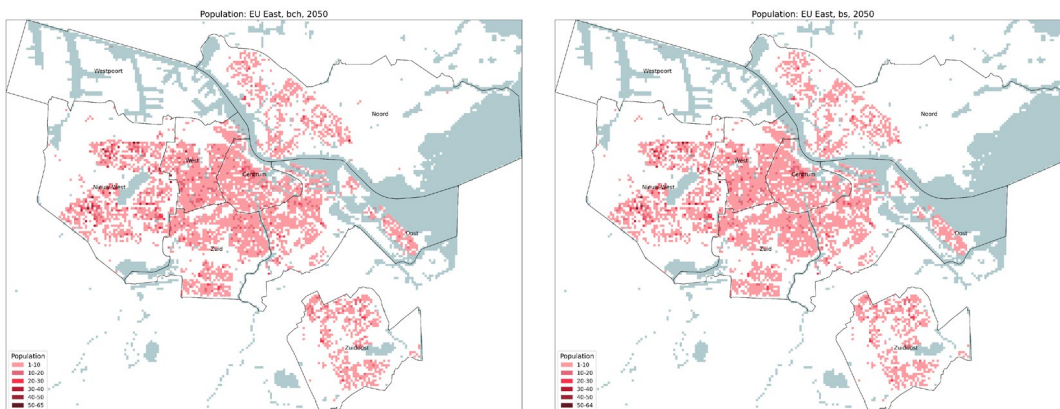 Population: EU East, bch, 2050
Westpoort
Noord
West
Centrum
Nieuw-West
Oost
Zuid
Zuidoost
Population
1-10
10-20
20-30
30-40
40-50
50-65
Population: EU East, bs, 2050
Westpoort
Noord
West
Centrum
Nieuw-West
Oost
Zuid
Zuidoost
Population
1-10
10-20
20-30
30-40
40-50
50-64